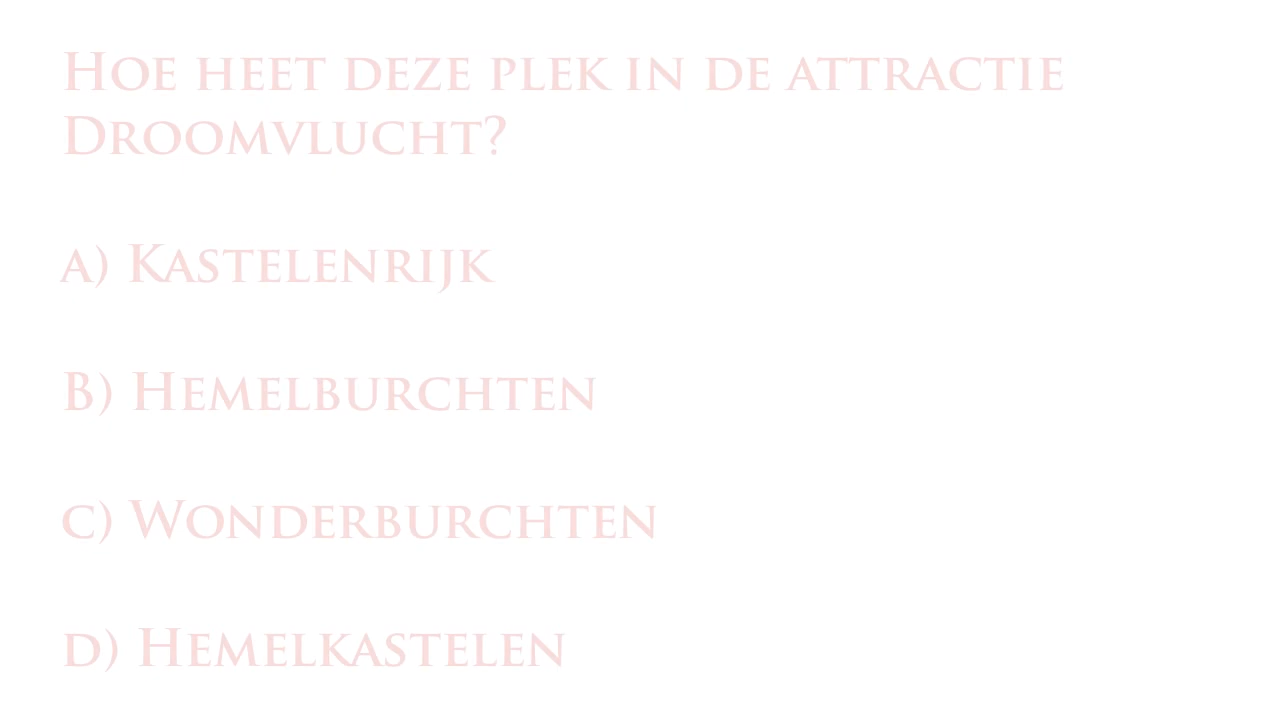 Hoe heet deze plek in de attractie
Droomvlucht?
a) Kastelenrijk
B) Hemelburchten
c) Wonderburchten
d) Hemelkastelen